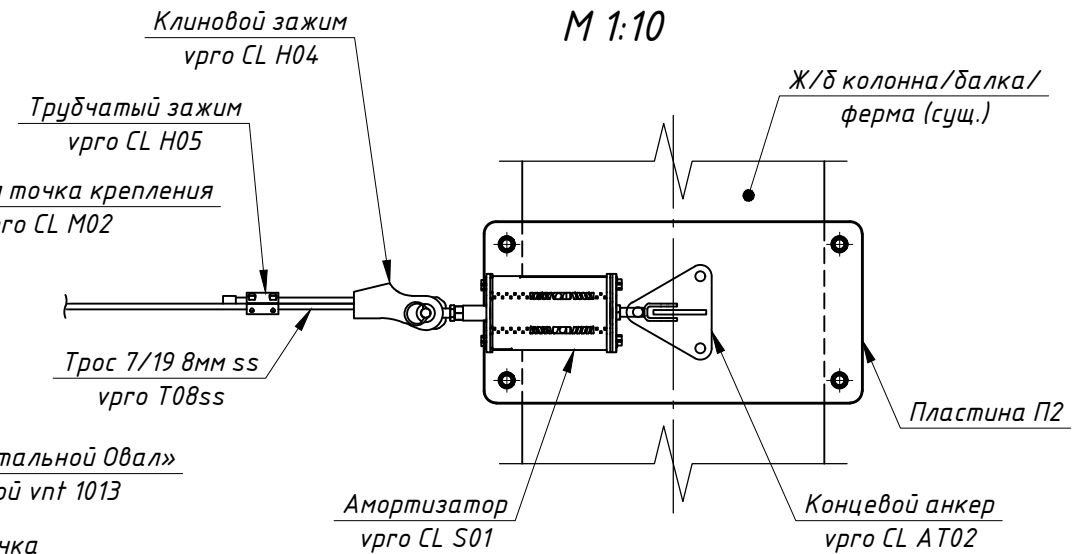 М 1:10
Клиновой зажим
vpro CL H04
Трубчатый зажим
vpro CL H05
Ж/б колонна/балка/
ферма (сущ.)
точка крепления
CL M02
Трос 7/19 8мм ss
vpro T08ss
Пластина П2
Овал»
vnt 1013
Амортизатор
vpro CL S01
Концевой анкер
vpro CL AT02